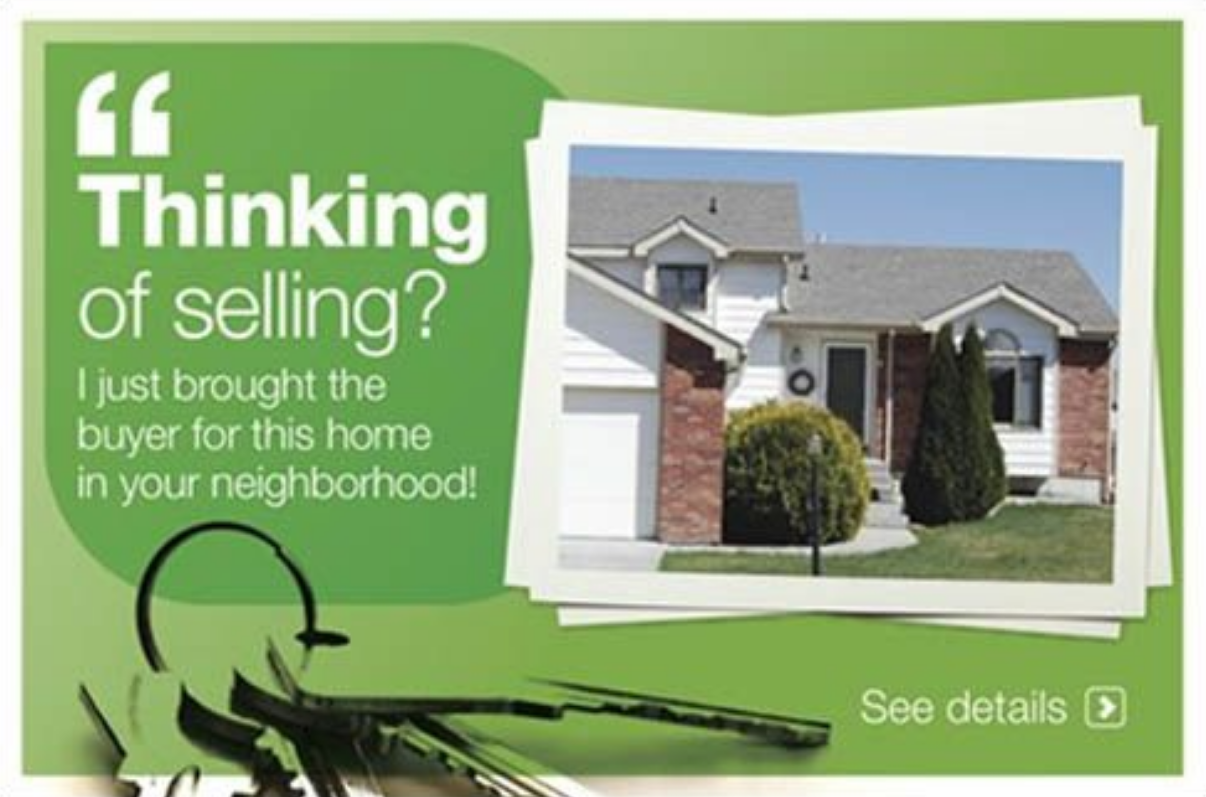 “
Thinking
of selling?
I just brought the
buyer for this home
in your neighborhood!
See details